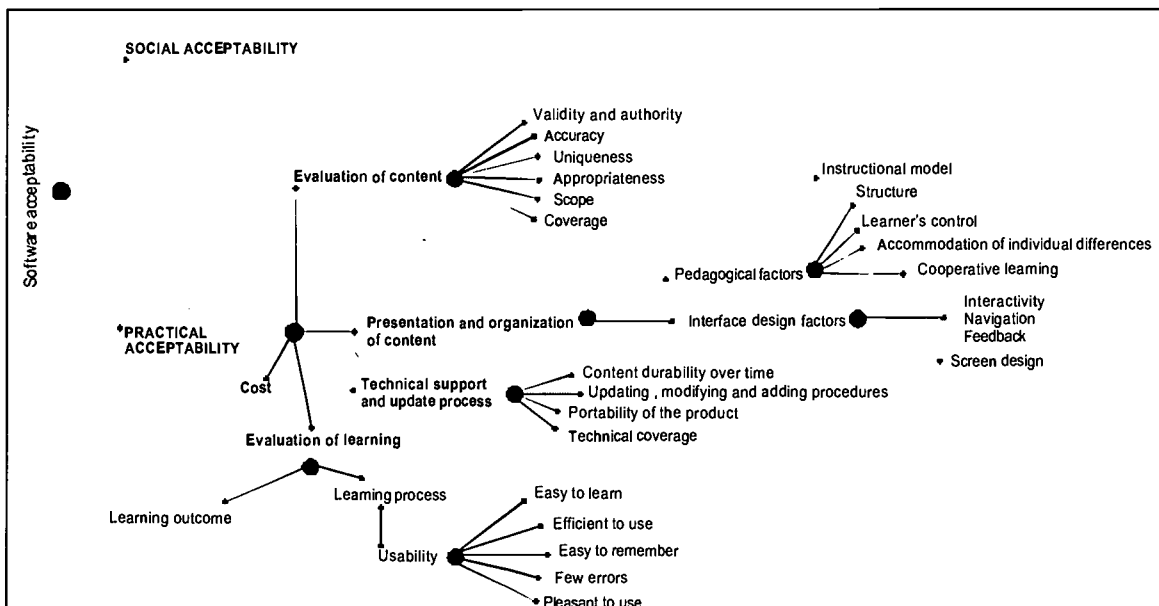 SOCIAL ACCEPTABILITY
Software acceptability
Validity and authority
Accuracy
Uniqueness
Evaluation of content
Appropriateness
Scope
Coverage
Instructional model
Structure
Learner's control
Accommodation of individual differences
Pedagogical factors
Cooperative learning
PRACTICAL
ACCEPTABILITY
Presentation and organization
of content
Interface design factors
Interactivity
Navigation
Feedback
Screen design
Cost
Technical support
and update process
Content durability over time
Updating , modifying and adding procedures
Portability of the product
Technical coverage
Evaluation of learning
Learning outcome
Learning process
Usability
Easy to learn
Efficient to use
Easy to remember
Few errors
Pleasant to use